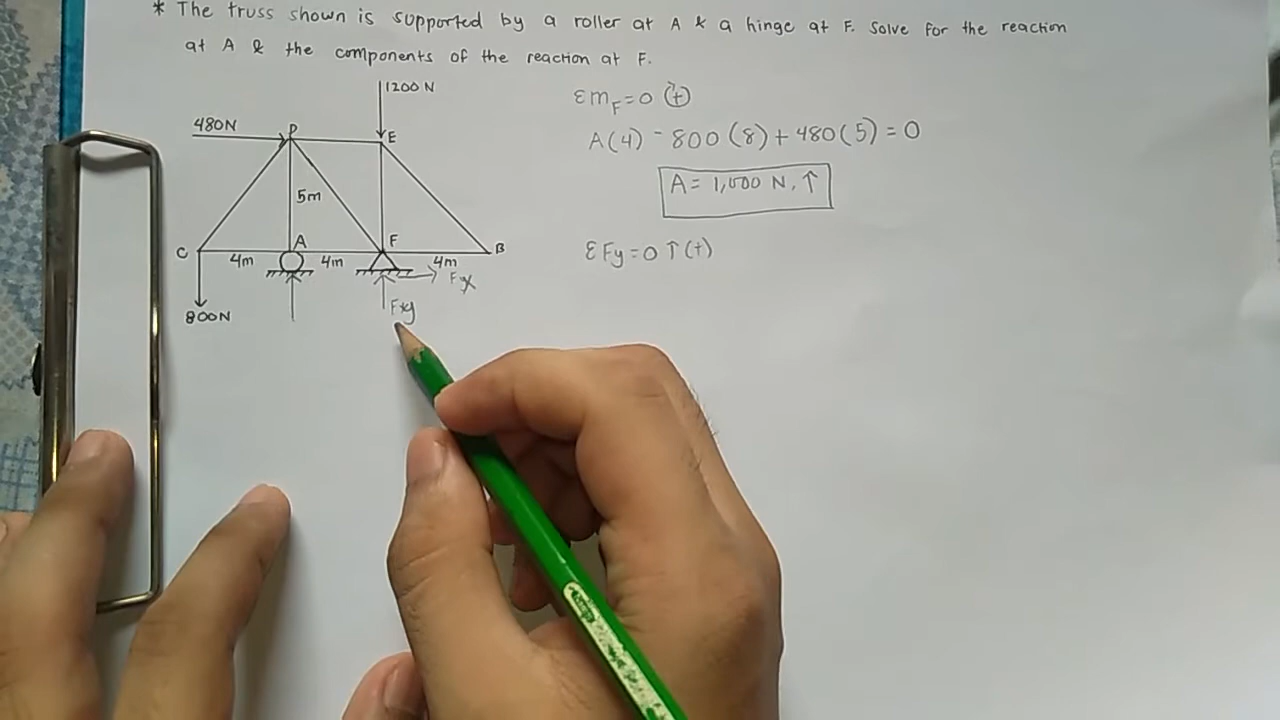 * The truss shown is supported by a roller at A & a hinge at F. Solve for the reaction
at A & the components of the reaction at F.
1200 N
480N
D
E
5m
C
A
F
B
4m
4m
4m
Fx
Fy
800N
ΣmF=0 (+)
A(4) - 800 (8) + 480 (5) = 0
A = 1,000 N, ↑
ΣFy = 0 ↑(+)